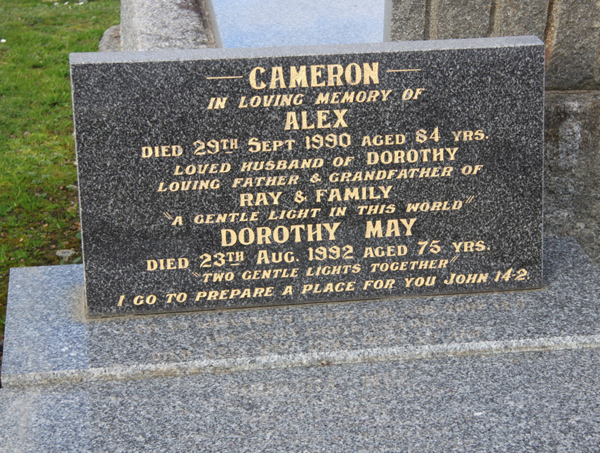 CAMERON
IN LOVING MEMORY OF
ALEX
DIED 29TH SEPT 1990 AGED 84 YRS.
LOVED HUSBAND OF DOROTHY
LOVING FATHER & GRANDFATHER OF
RAY & FAMILY
"A GENTLE LIGHT IN THIS WORLD"
DOROTHY MAY
DIED 23TH AUG. 1992 AGED 75 YRS.
"TWO GENTLE LIGHTS TOGETHER"
I GO TO PREPARE A PLACE FOR YOU JOHN 14-2.